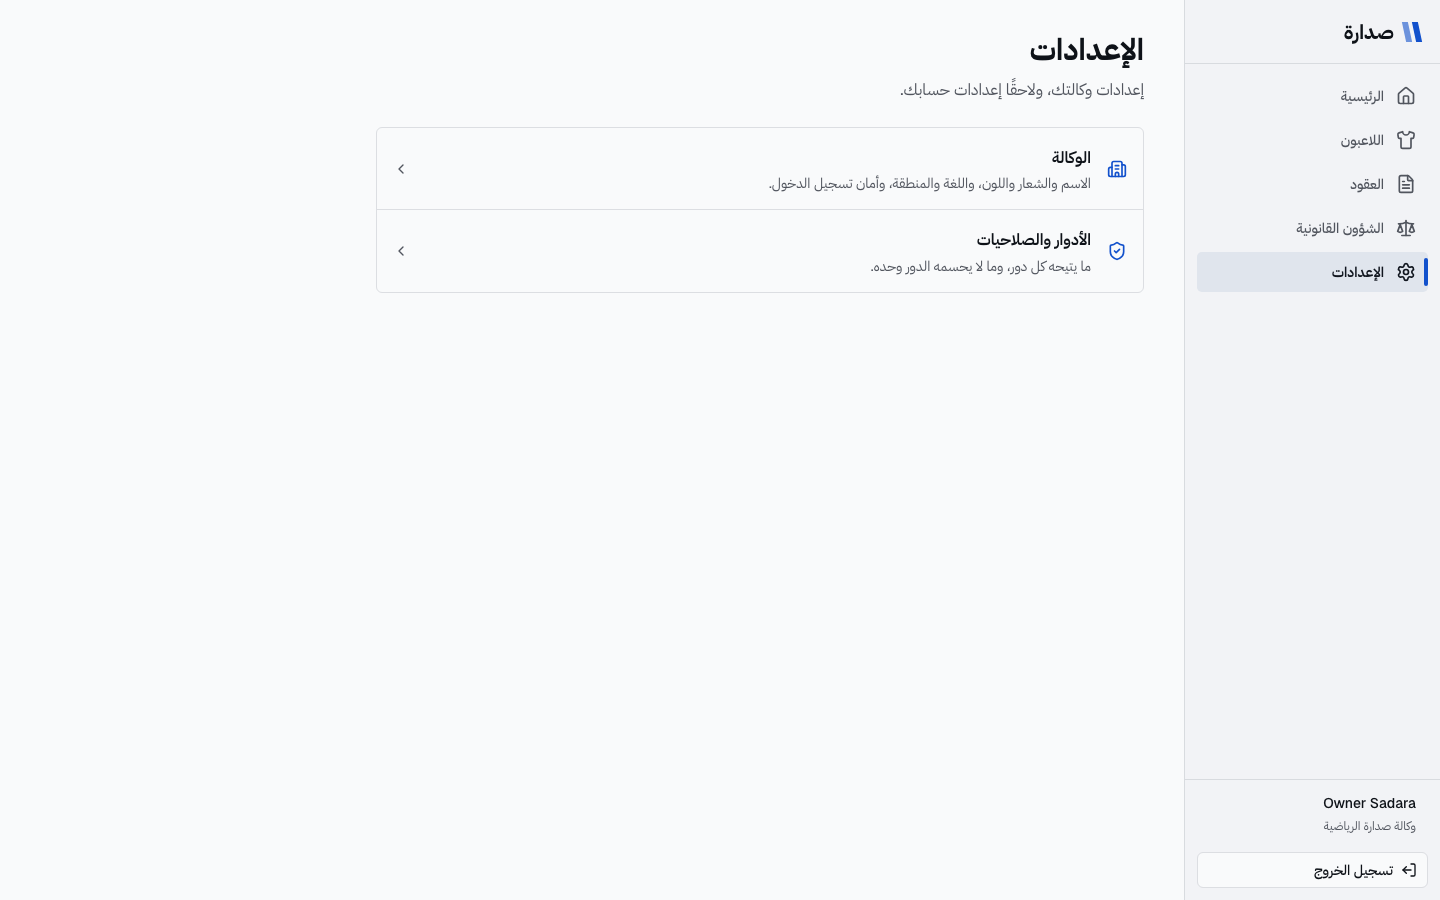 صدارة
الرئيسية
اللاعبون
العقود
الشؤون القانونية
الإعدادات
Owner Sadara
وكالة صدارة الرياضية
تسجيل الخروج
الإعدادات
إعدادات وكالتك، ولاحقًا إعدادات حسابك.
الوكالة
الاسم والشعار واللون، واللغة والمنطقة، وأمان تسجيل الدخول.
الأدوار والصلاحيات
ما يتيحه كل دور، وما لا يحسمه الدور وحده.